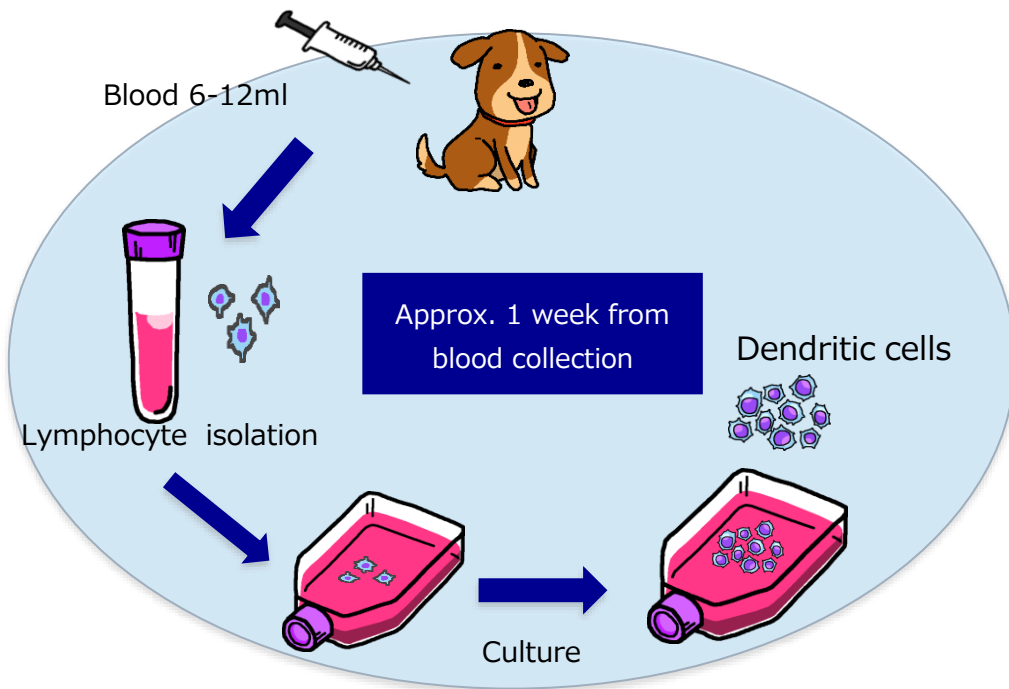 Blood 6-12ml
Approx. 1 week from
blood collection
Dendritic cells
Lymphocyte isolation
Culture